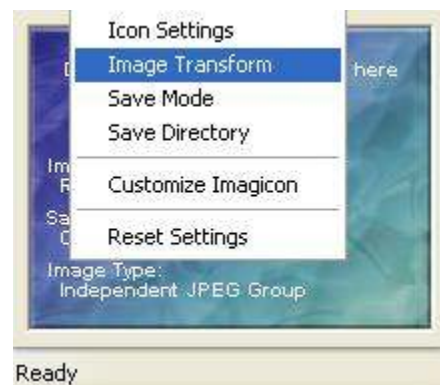 Icon Settings
Image Transform
here
Save Mode
Save Directory
Customize Imagicon
Reset Settings
Image Type:
Independent JPEG Group
Ready